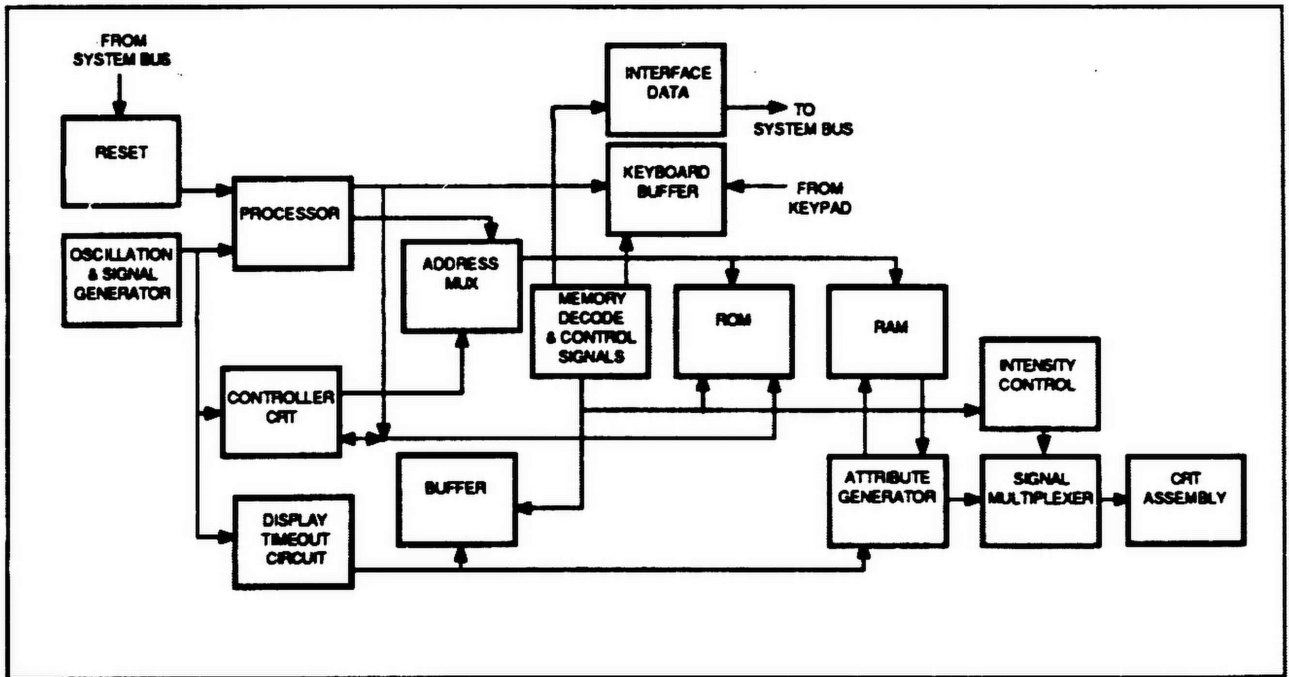 FROM
SYSTEM BUS
RESET
INTERFACE
DATA
TO
SYSTEM BUS
PROCESSOR
KEYBOARD
BUFFER
FROM
KEYPAD
OSCILLATION
& SIGNAL
GENERATOR
ADDRESS
MUX
MEMORY
DECODE
& CONTROL
SIGNALS
ROM
RAM
INTENSITY
CONTROL
CONTROLLER
CRT
BUFFER
ATTRIBUTE
GENERATOR
SIGNAL
MULTIPLEXER
CRT
ASSEMBLY
DISPLAY
TIMEOUT
CIRCUIT